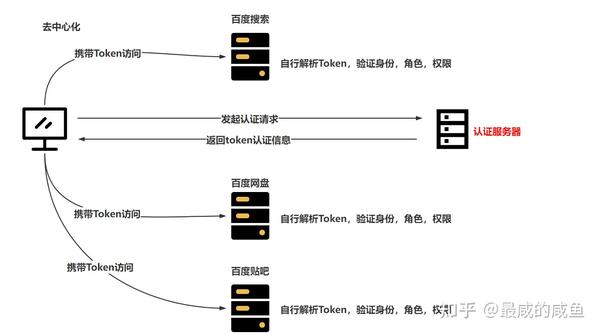 去中心化
百度搜索
携带Token访问
自行解析Token，验证身份，角色，权限
发起认证请求
认证服务器
返回token认证信息
百度网盘
携带Token访问
自行解析Token，验证身份，角色，权限
携带Token访问
百度贴吧
自行解析Token，验证身份，角色，权限
知乎 @最咸的咸鱼